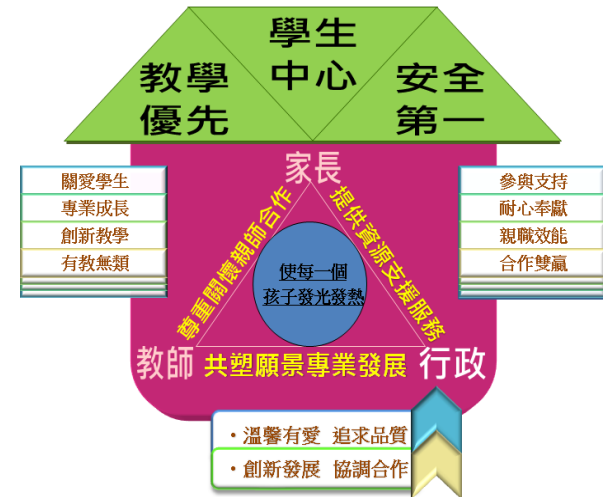 學生
中心
教學
優先
安全
第一
家長
關愛學生
專業成長
創新教學
有教無類
參與支持
耐心奉獻
親職效能
合作雙贏
尊重關懷親師合作
提供資源支援服務
使每一個
孩子發光發熱
教師
共塑願景專業發展
行政
·溫馨有愛 追求品質
·創新發展 協調合作